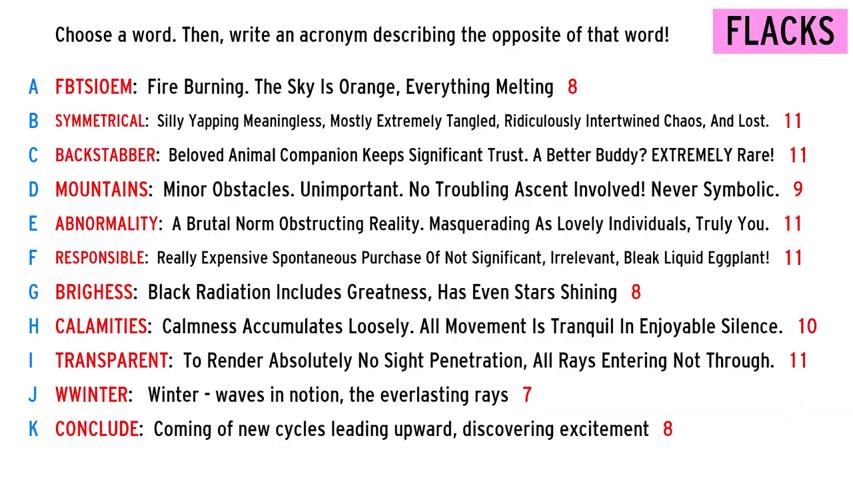 Choose a word. Then, write an acronym describing the opposite of that word!
FLACKS
A FBTSIOEM: Fire Burning. The Sky Is Orange, Everything Melting 8
B SYMMETRICAL: Silly Yapping Meaningless, Mostly Extremely Tangled, Ridiculously Intertwined Chaos, And Lost. 11
C BACKSTABBER: Beloved Animal Companion Keeps Significant Trust. A Better Buddy? EXTREMELY Rare! 11
D MOUNTAINS: Minor Obstacles. Unimportant. No Troubling Ascent Involved! Never Symbolic. 9
E ABNORMALITY: A Brutal Norm Obstructing Reality. Masquerading As Lovely Individuals, Truly You. 11
F RESPONSIBLE: Really Expensive Spontaneous Purchase Of Not Significant, Irrelevant, Bleak Liquid Eggplant! 11
G BRIGHESS: Black Radiation Includes Greatness, Has Even Stars Shining 8
H CALAMITIES: Calmness Accumulates Loosely. All Movement Is Tranquil In Enjoyable Silence. 10
I TRANSPARENT: To Render Absolutely No Sight Penetration, All Rays Entering Not Through. 11
J WWINTER: Winter - waves in notion, the everlasting rays 7
K CONCLUDE: Coming of new cycles leading upward, discovering excitement 8